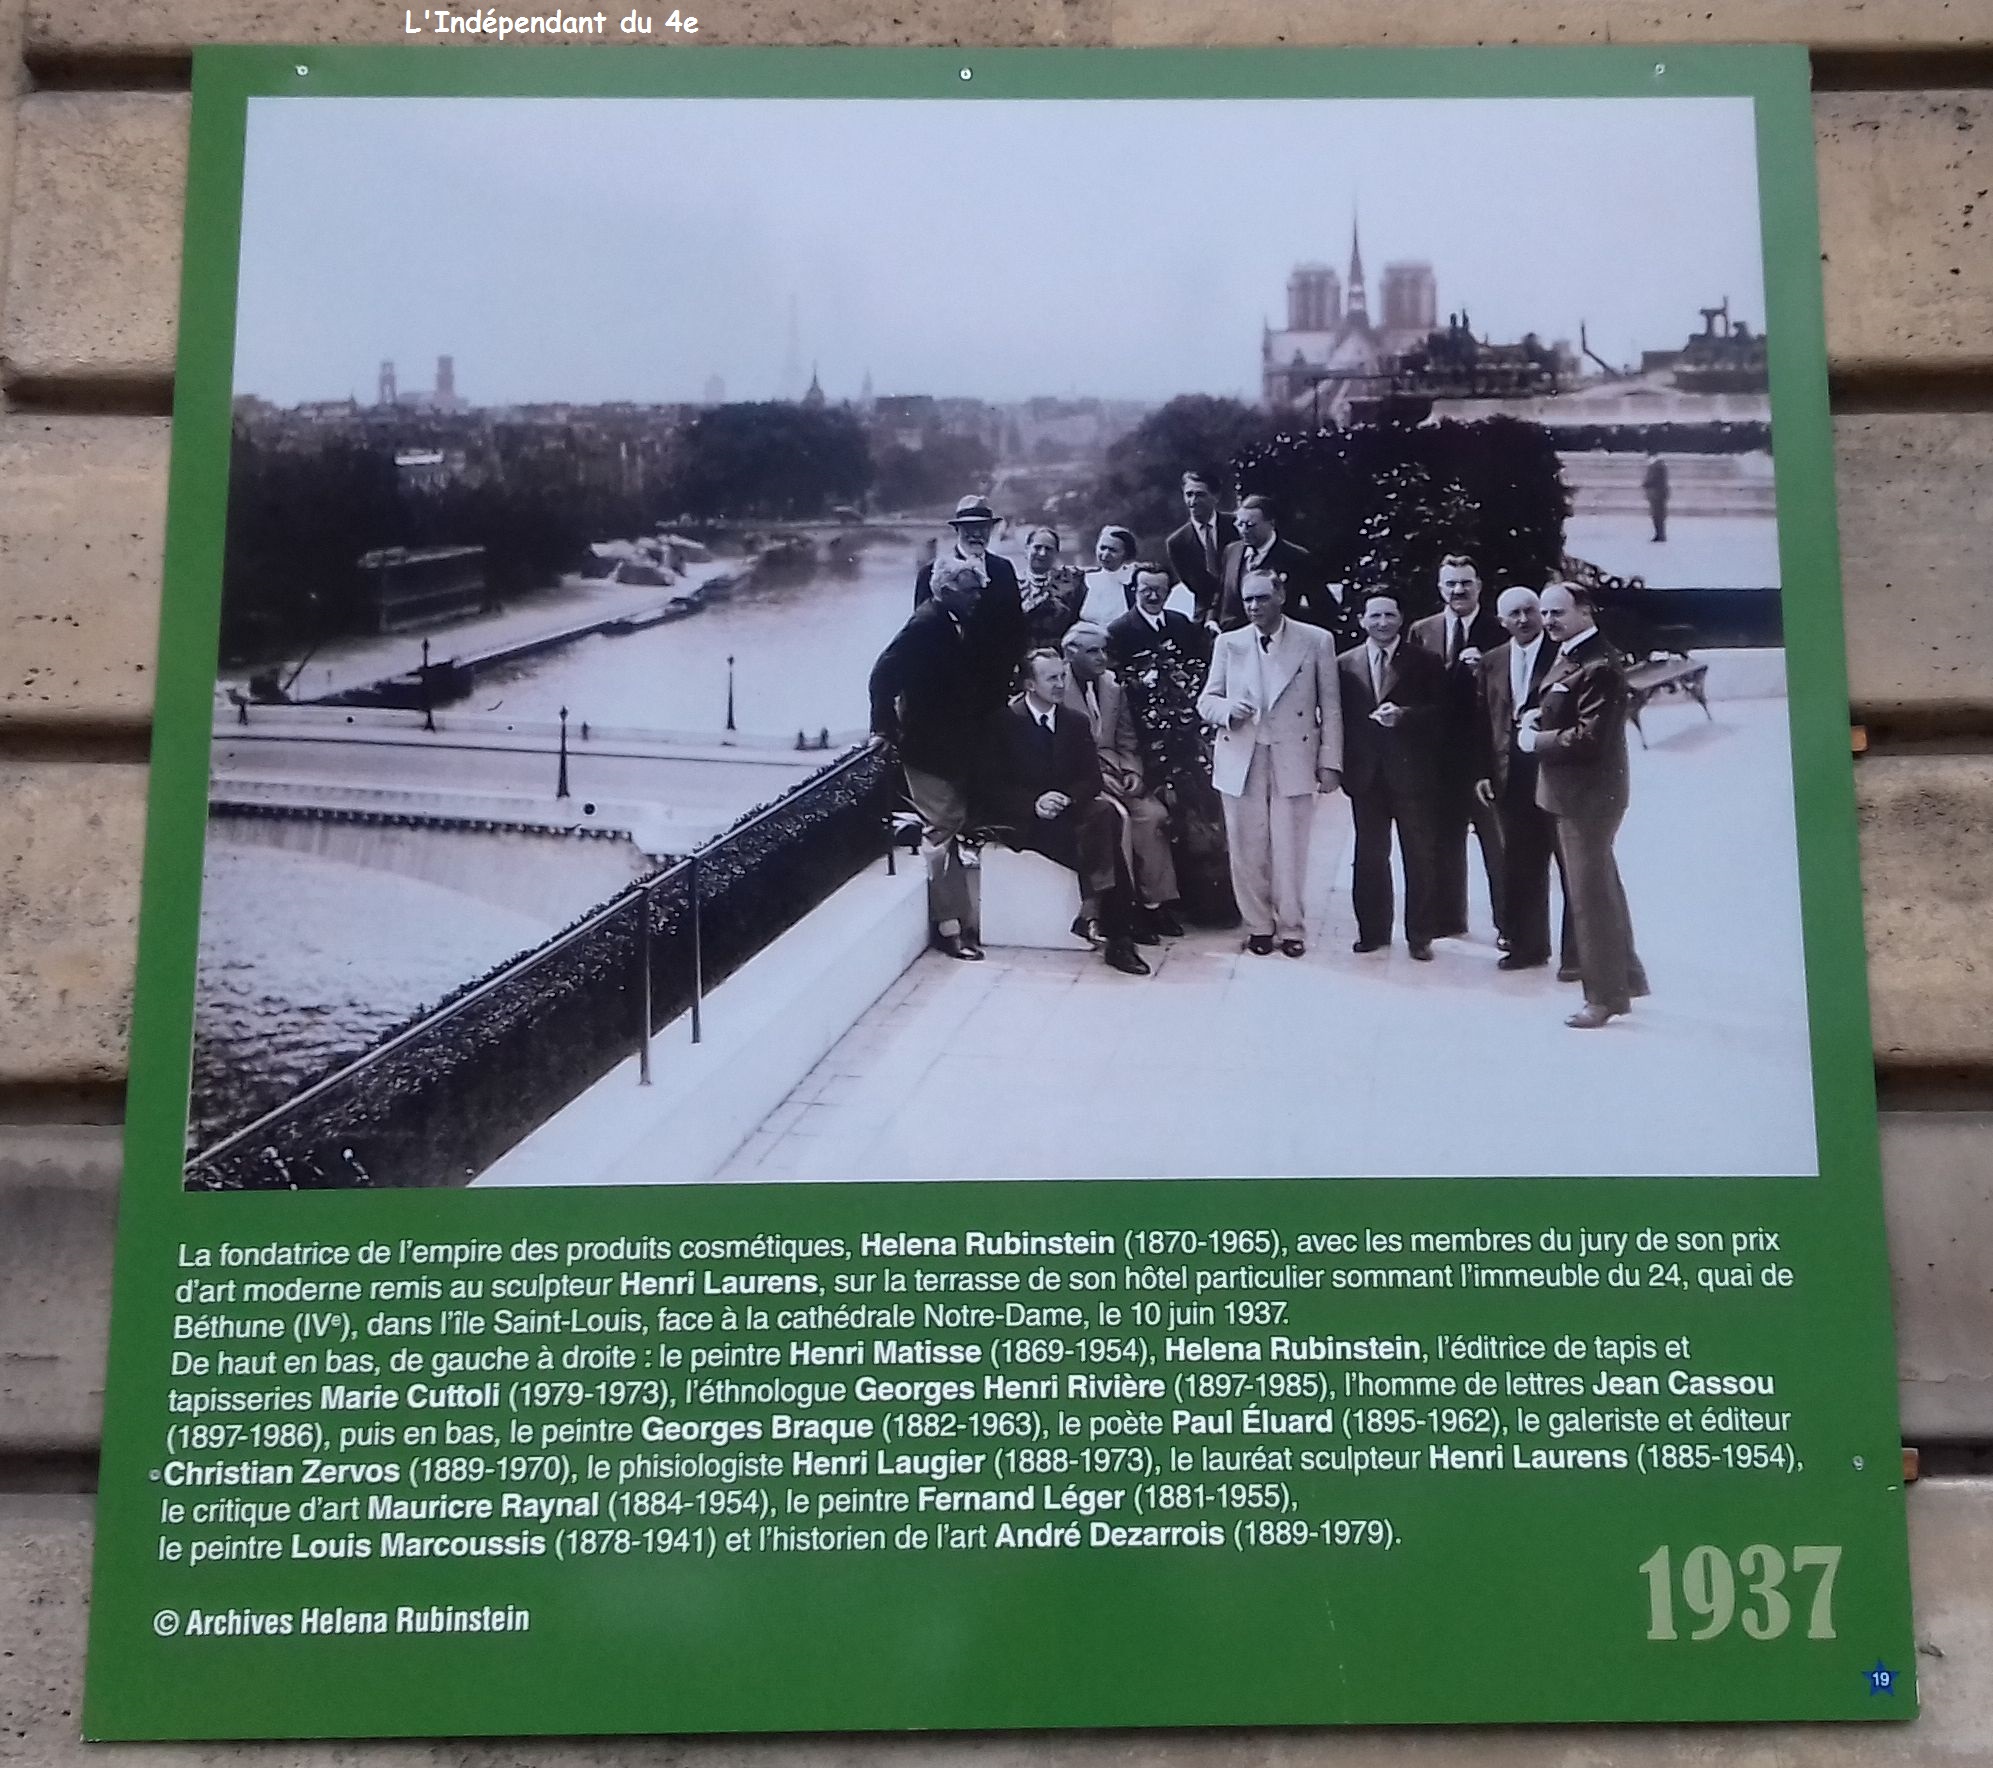 L'Indépendant du 4e
La fondatrice de l'empire des produits cosmétiques, Helena Rubinstein (1870-1965), avec les membres du jury de son prix
d'art moderne remis au sculpteur Henri Laurens, sur la terrasse de son hôtel particulier sommant l'immeuble du 24, quai de
Béthune (IVe), dans l'île Saint-Louis, face à la cathédrale Notre-Dame, le 10 juin 1937.
De haut en bas, de gauche à droite : le peintre Henri Matisse (1869-1954), Helena Rubinstein, l'éditrice de tapis et
tapisseries Marie Cuttoli (1979-1973), l'éthnologue Georges Henri Rivière (1897-1985), l'homme de lettres Jean Cassou
(1897-1986), puis en bas, le peintre Georges Braque (1882-1963), le poète Paul Éluard (1895-1962), le galeriste et éditeur
Christian Zervos (1889-1970), le phisiologiste Henri Laugier (1888-1973), le lauréat sculpteur Henri Laurens (1885-1954),
le critique d'art Mauricre Raynal (1884-1954), le peintre Fernand Léger (1881-1955),
le peintre Louis Marcoussis (1878-1941) et l'historien de l'art André Dezarrois (1889-1979).
© Archives Helena Rubinstein
1937
19